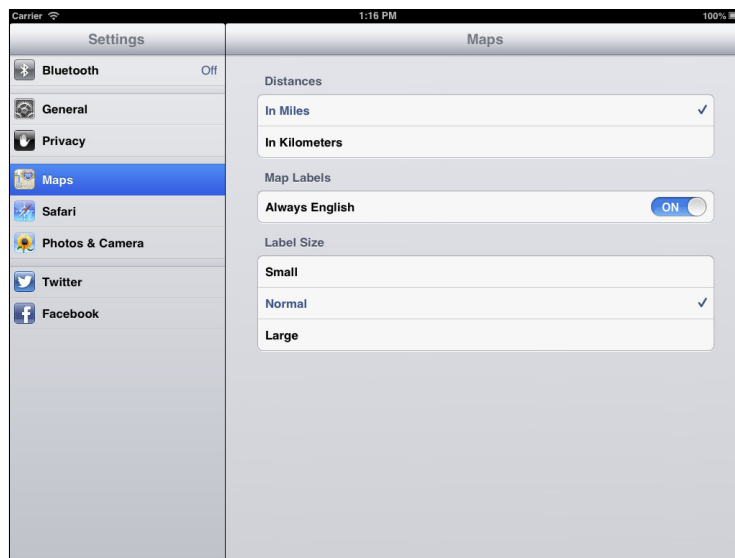 Carrier
1:16 PM
100%
Settings
Maps
Bluetooth Off
General
Privacy
Maps
Safari
Photos & Camera
Twitter
Facebook
Distances
In Miles
In Kilometers
Map Labels
Always English ON
Label Size
Small
Normal
Large